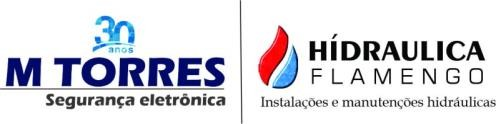 30
anos
M TORRES
Segurança eletrônica
HÍDRAULICA
FLAMENGO
Instalações e manutenções hidráulicas